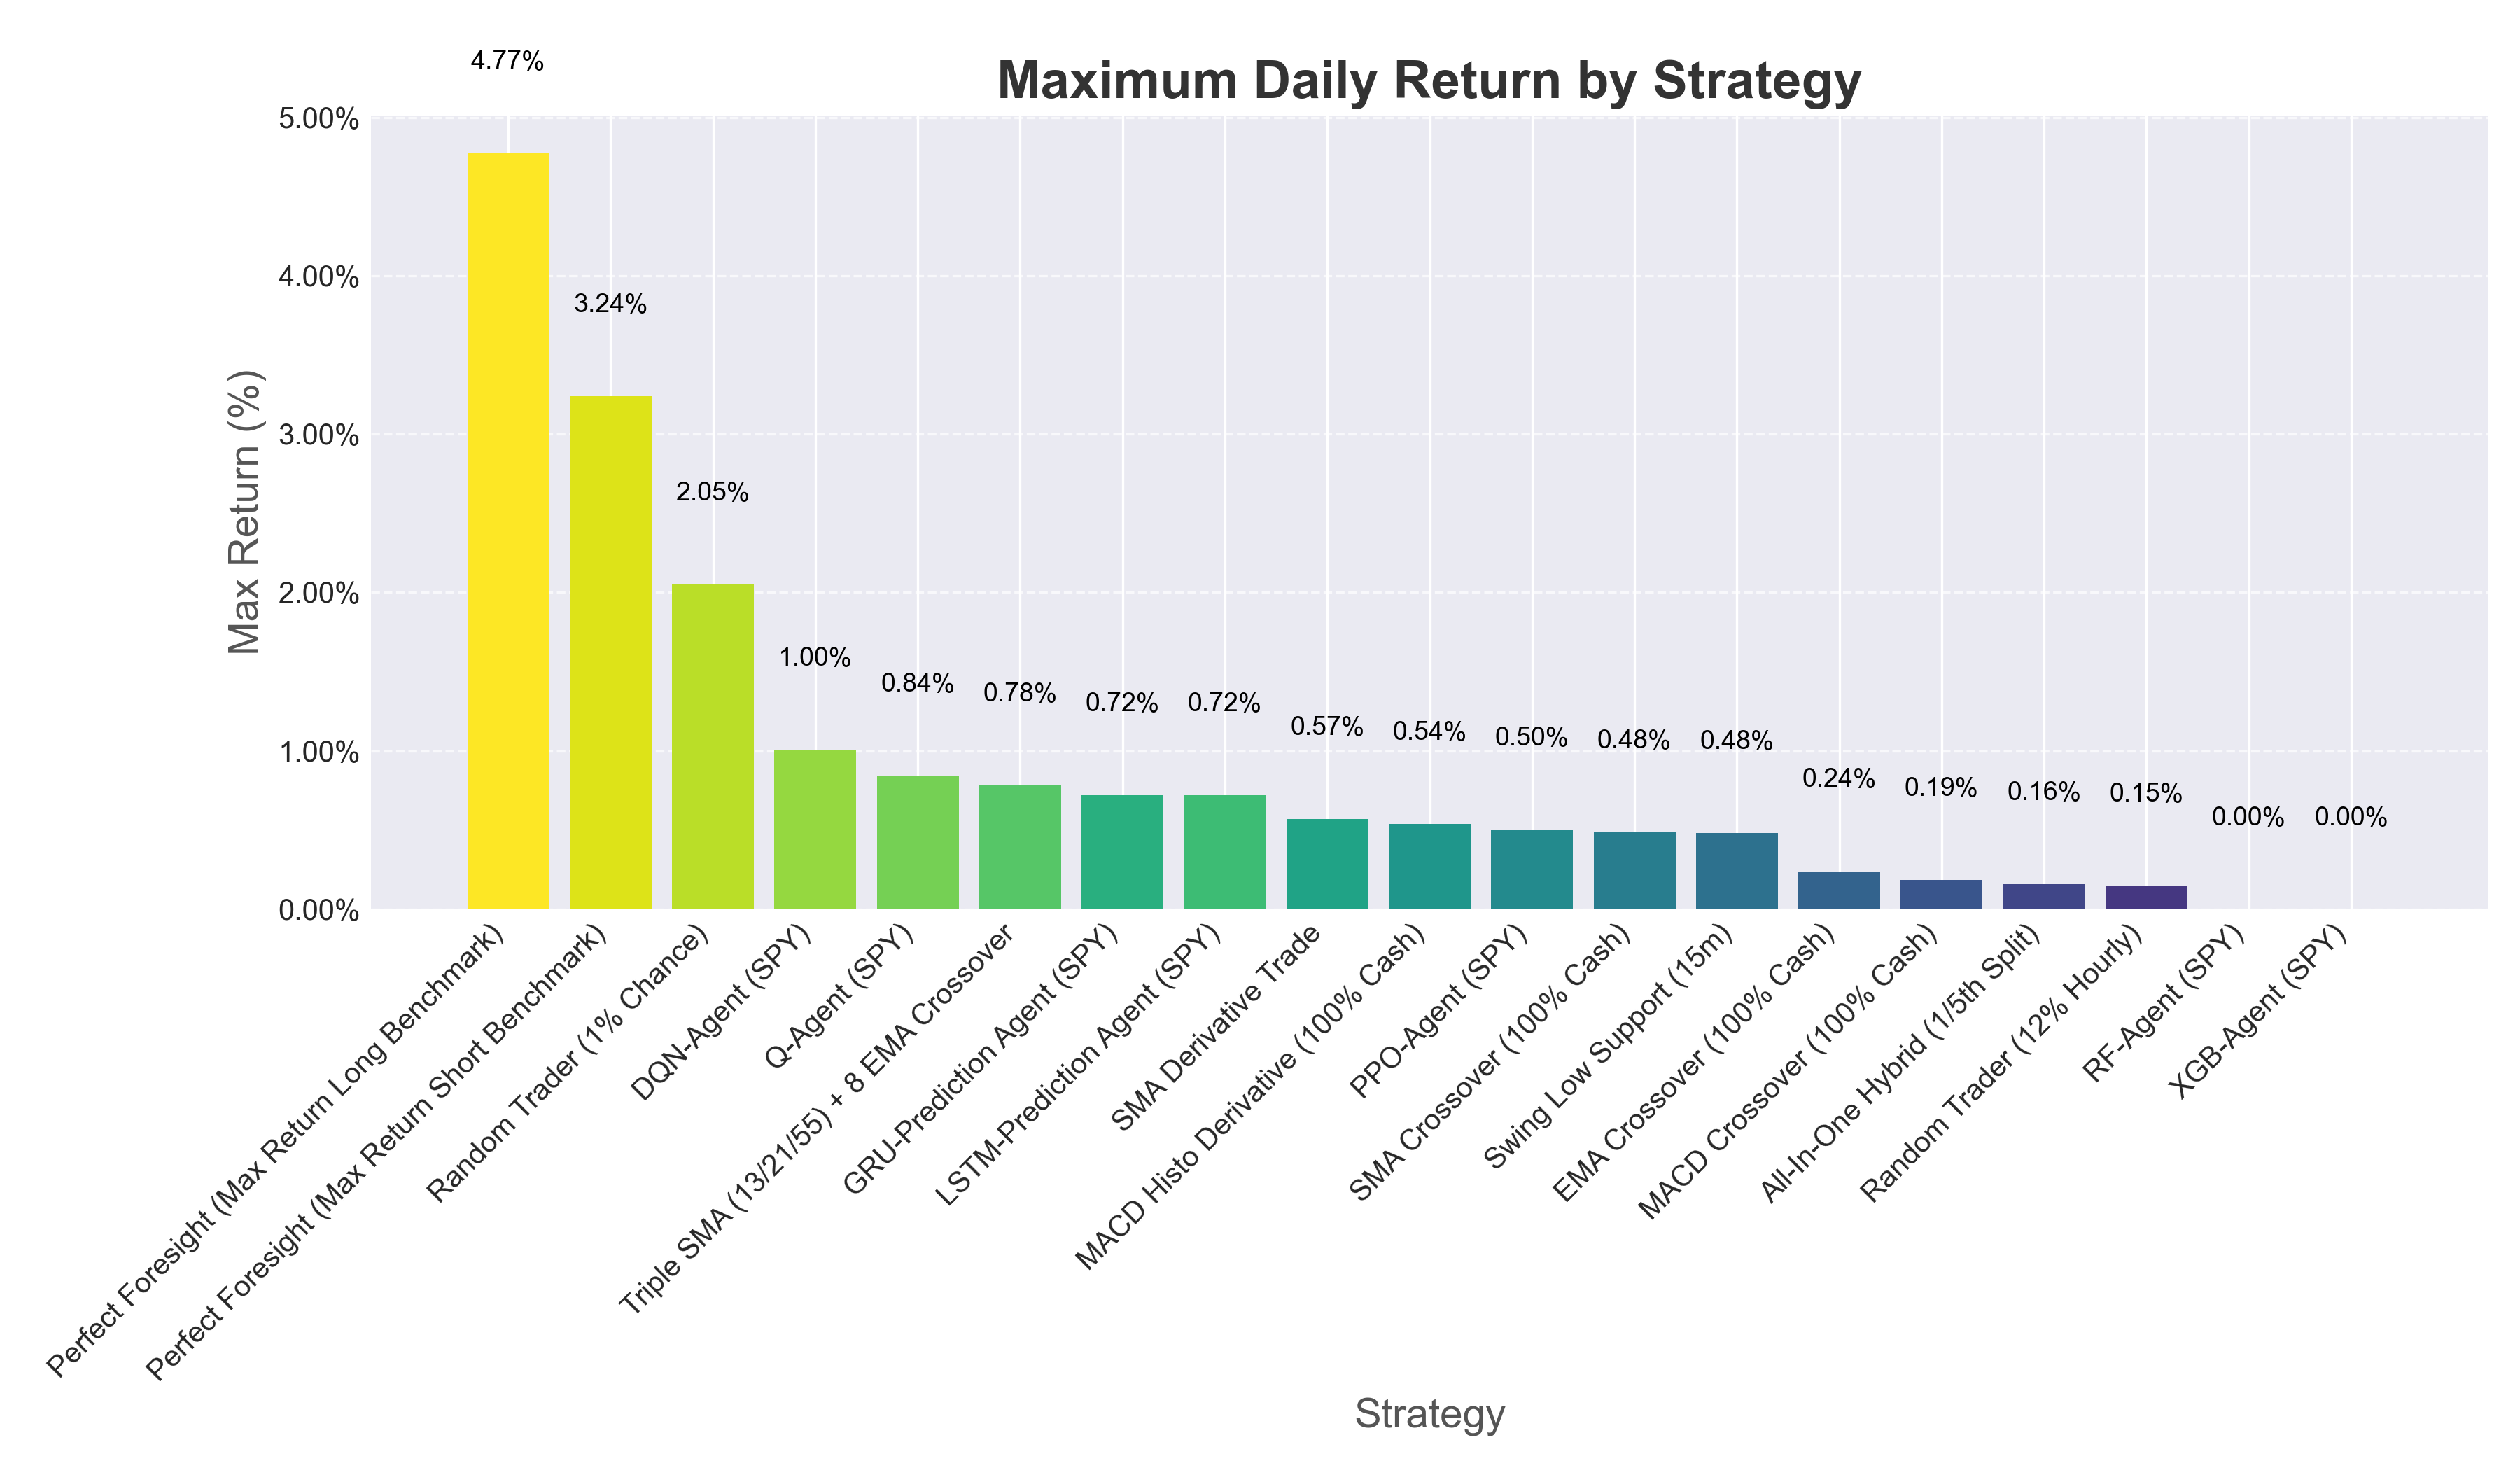 Maximum Daily Return by Strategy
Max Return (%)
5.00%
4.00%
3.00%
2.00%
1.00%
0.00%
4.77%
3.24%
2.05%
1.00%
0.84%
0.78%
0.72%
0.72%
0.57%
0.54%
0.50%
0.48%
0.48%
0.24%
0.19%
0.16%
0.15%
0.00%
0.00%
Perfect Foresight (Max Return Long Benchmark)
Perfect Foresight (Max Return Short Benchmark)
Random Trader (1% Chance)
DQN-Agent (SPY)
Q-Agent (SPY)
Triple SMA (13/21/55) + 8 EMA Crossover
GRU-Prediction Agent (SPY)
LSTM-Prediction Agent (SPY)
SMA Derivative Trade
MACD Histo Derivative (100% Cash)
PPO-Agent (SPY)
SMA Crossover (100% Cash)
Swing Low Support (15m)
EMA Crossover (100% Cash)
MACD Crossover (100% Cash)
All-In-One Hybrid (1/5th Split)
Random Trader (12% Hourly)
RF-Agent (SPY)
XGB-Agent (SPY)
Strategy